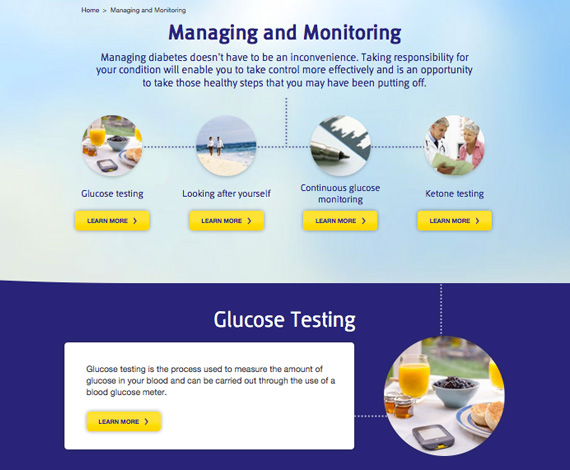 Home > Managing and Monitoring
Managing and Monitoring
Managing diabetes doesn't have to be an inconvenience. Taking responsibility for
your condition will enable you to take control more effectively and is an opportunity
to take those healthy steps that you may have been putting off.
Glucose testing
LEARN MORE >
Looking after yourself
LEARN MORE >
Continuous glucose
monitoring
LEARN MORE >
Ketone testing
LEARN MORE >
Glucose Testing
Glucose testing is the process used to measure the amount of
glucose in your blood and can be carried out through the use of a
blood glucose meter.
LEARN MORE >